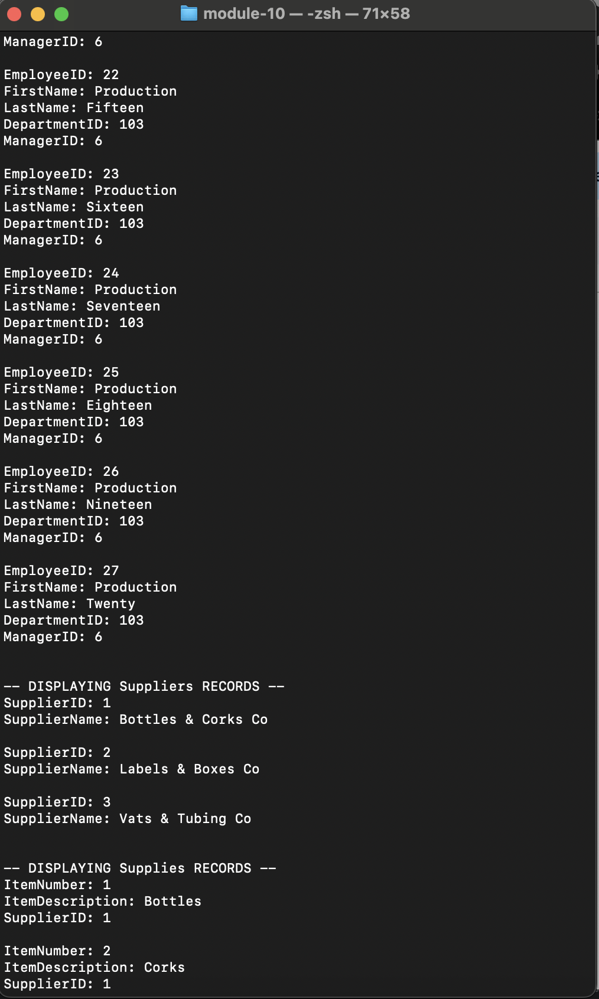 module-10 — -zsh — 71×58
ManagerID: 6
EmployeeID: 22
FirstName: Production
LastName: Fifteen
DepartmentID: 103
ManagerID: 6
EmployeeID: 23
FirstName: Production
LastName: Sixteen
DepartmentID: 103
ManagerID: 6
EmployeeID: 24
FirstName: Production
LastName: Seventeen
DepartmentID: 103
ManagerID: 6
EmployeeID: 25
FirstName: Production
LastName: Eighteen
DepartmentID: 103
ManagerID: 6
EmployeeID: 26
FirstName: Production
LastName: Nineteen
DepartmentID: 103
ManagerID: 6
EmployeeID: 27
FirstName: Production
LastName: Twenty
DepartmentID: 103
ManagerID: 6
-- DISPLAYING Suppliers RECORDS --
SupplierID: 1
SupplierName: Bottles & Corks Co
SupplierID: 2
SupplierName: Labels & Boxes Co
SupplierID: 3
SupplierName: Vats & Tubing Co
-- DISPLAYING Supplies RECORDS --
ItemNumber: 1
ItemDescription: Bottles
SupplierID: 1
ItemNumber: 2
ItemDescription: Corks
SupplierID: 1